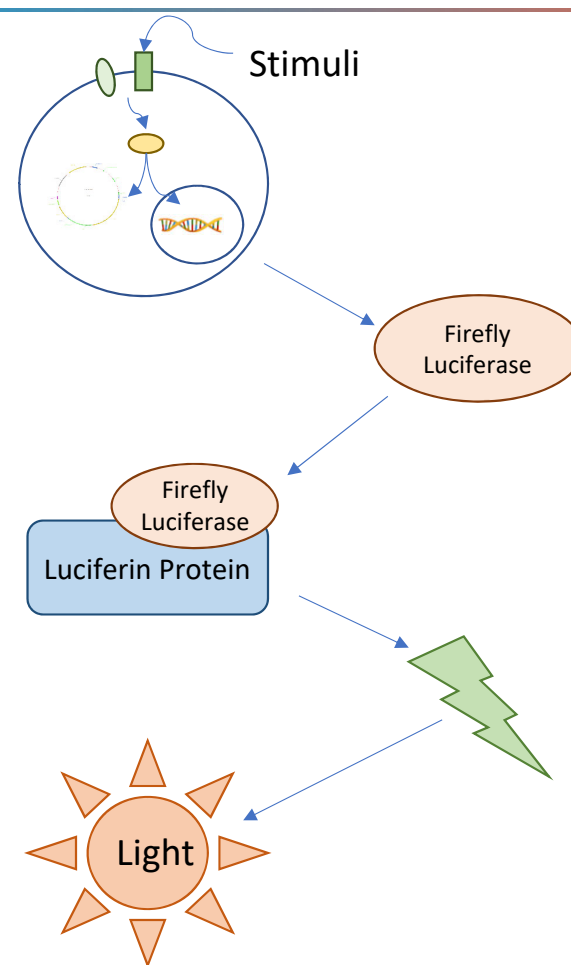 Stimuli
Firefly
Luciferase
Firefly
Luciferase
Luciferin Protein
Light